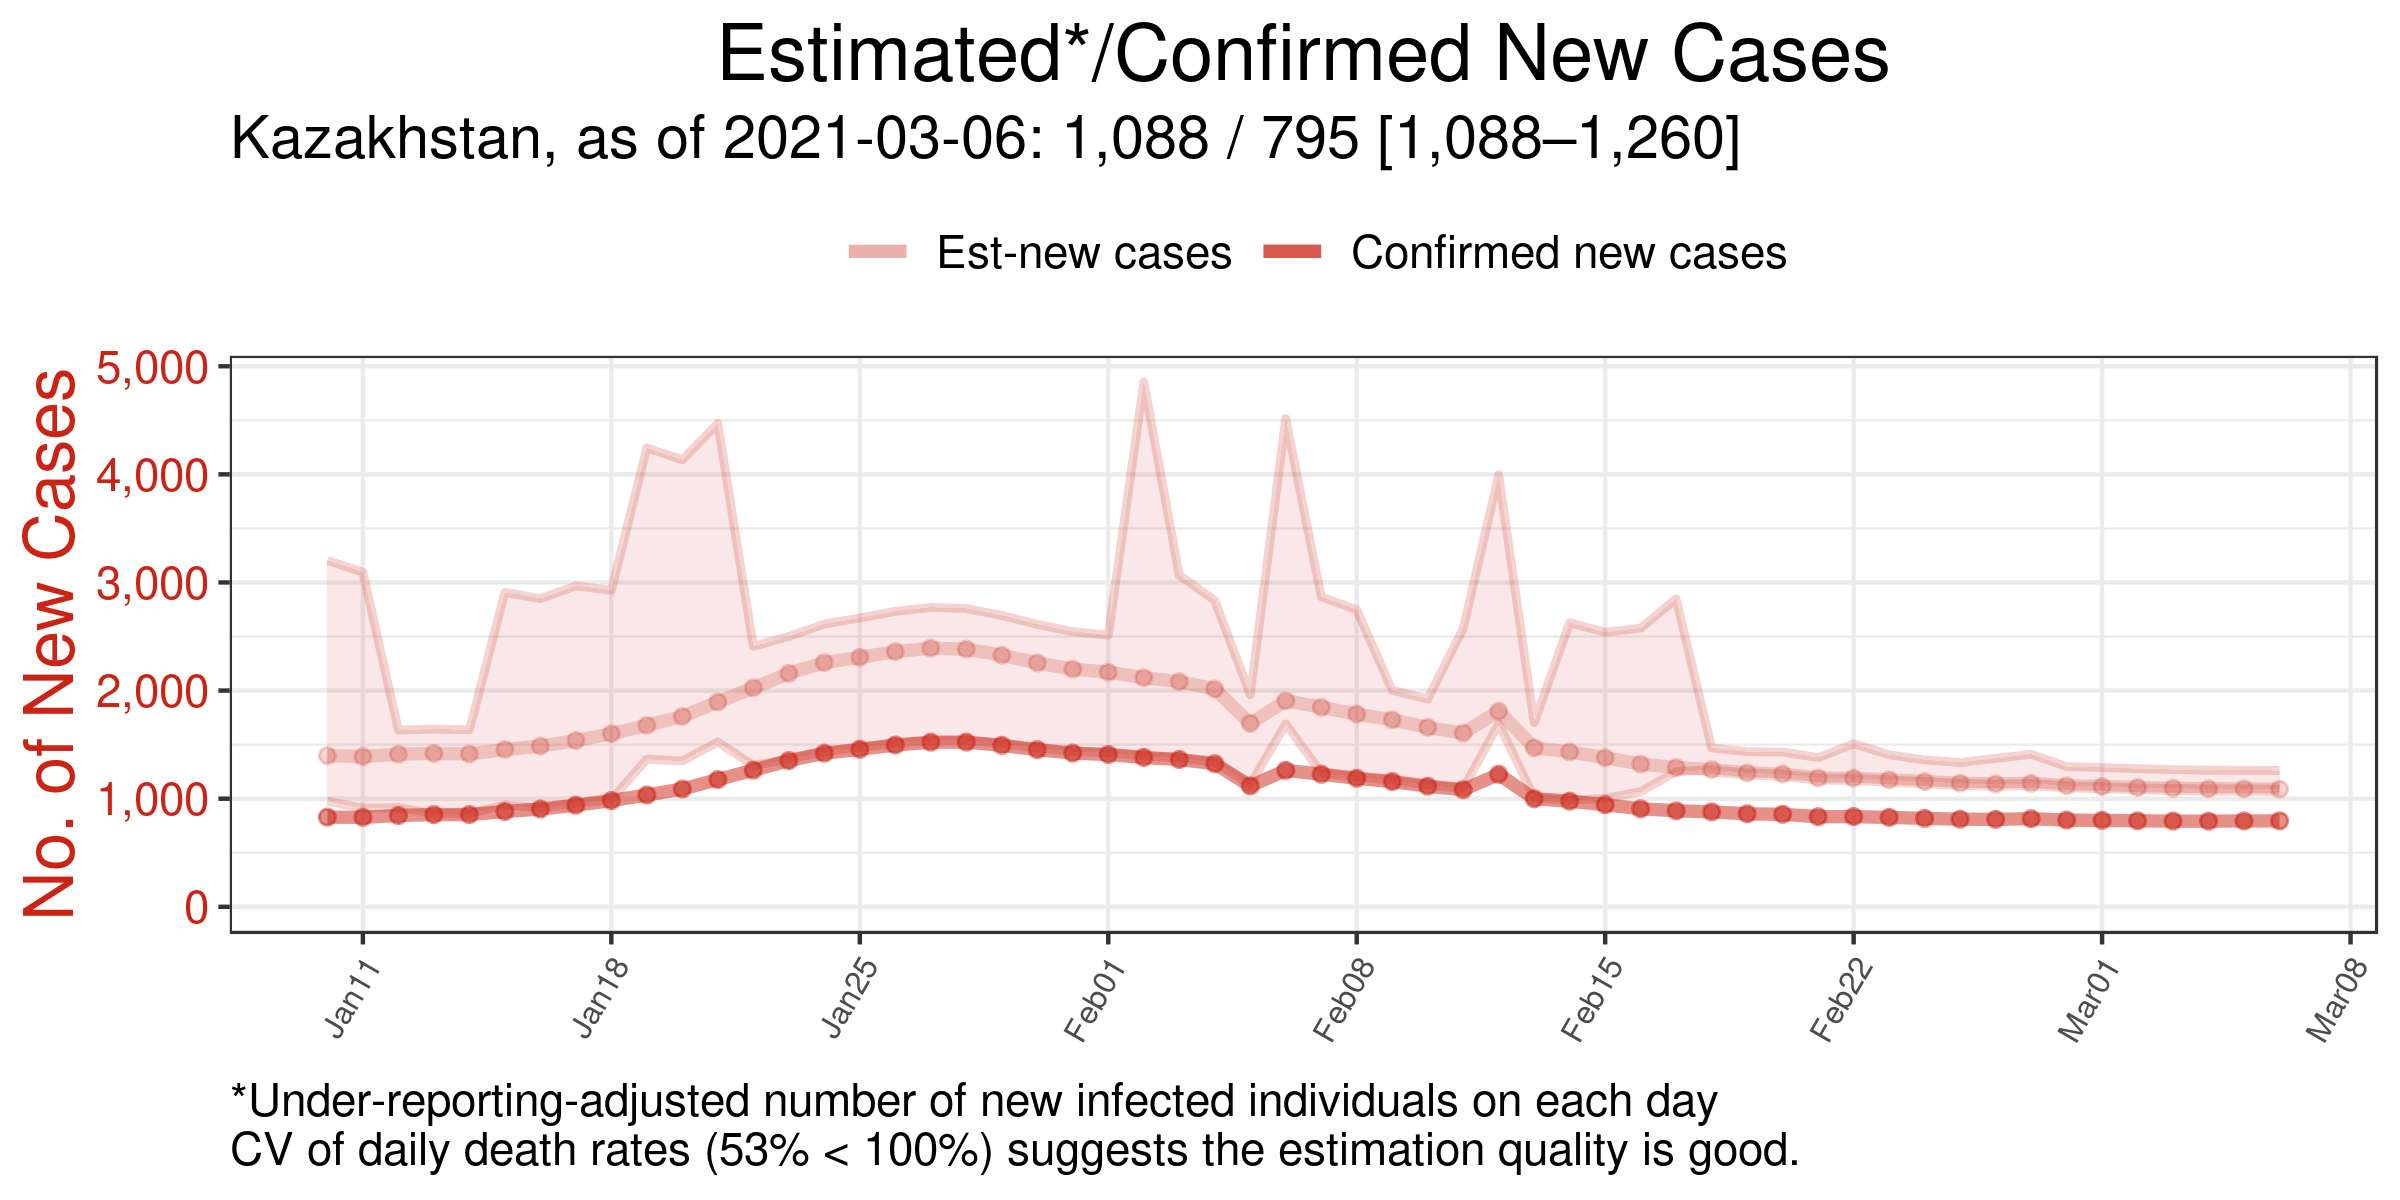 Estimated*/Confirmed New Cases
Kazakhstan, as of 2021-03-06: 1,088 / 795 [1,088–1,260]
Est-new cases
Confirmed new cases
No. of New Cases
5,000
4,000
3,000
2,000
1,000
0
Jan11
Jan18
Jan25
Feb01
Feb08
Feb15
Feb22
Mar01
Mar08
*Under-reporting-adjusted number of new infected individuals on each day
CV of daily death rates (53% < 100%) suggests the estimation quality is good.